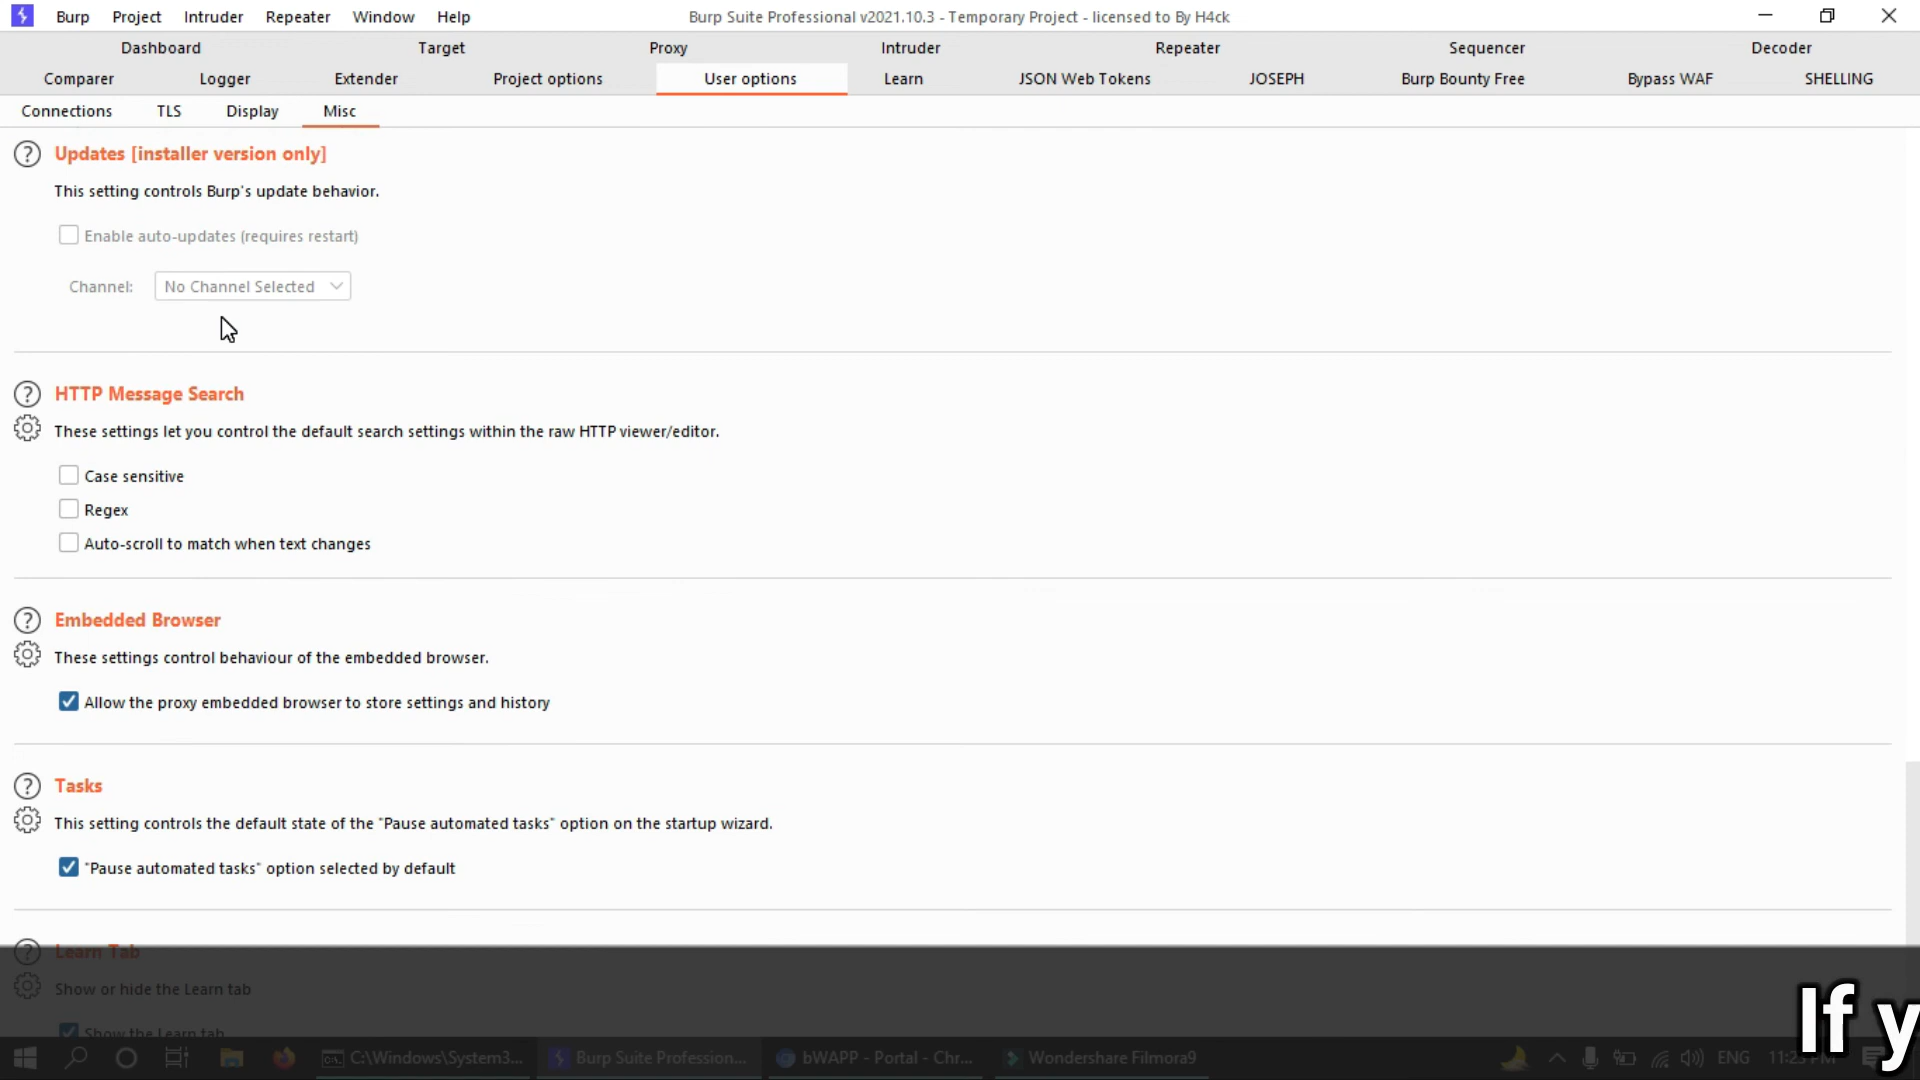 Burp Project Intruder Repeater Window Help Burp Suite Professional v2021.10.3 - Temporary Project - licensed to By H4ck
Dashboard Target Proxy Intruder Repeater Sequencer Decoder
Comparer Logger Extender Project options User options Learn JSON Web Tokens JOSEPH Burp Bounty Free Bypass WAF SHELLING
Connections TLS Display Misc
Updates [installer version only]
This setting controls Burp's update behavior.
Enable auto-updates (requires restart)
Channel: No Channel Selected
HTTP Message Search
These settings let you control the default search settings within the raw HTTP viewer/editor.
Case sensitive
Regex
Auto-scroll to match when text changes
Embedded Browser
These settings control behaviour of the embedded browser.
Allow the proxy embedded browser to store settings and history
Tasks
This setting controls the default state of the "Pause automated tasks" option on the startup wizard.
"Pause automated tasks" option selected by default
Learn Tab
Show or hide the Learn tab
Show the Learn tab
If y
C:\Windows\System3... Burp Suite Profession... bWAPP - Portal - Chr... Wondershare Filmora9 ENG